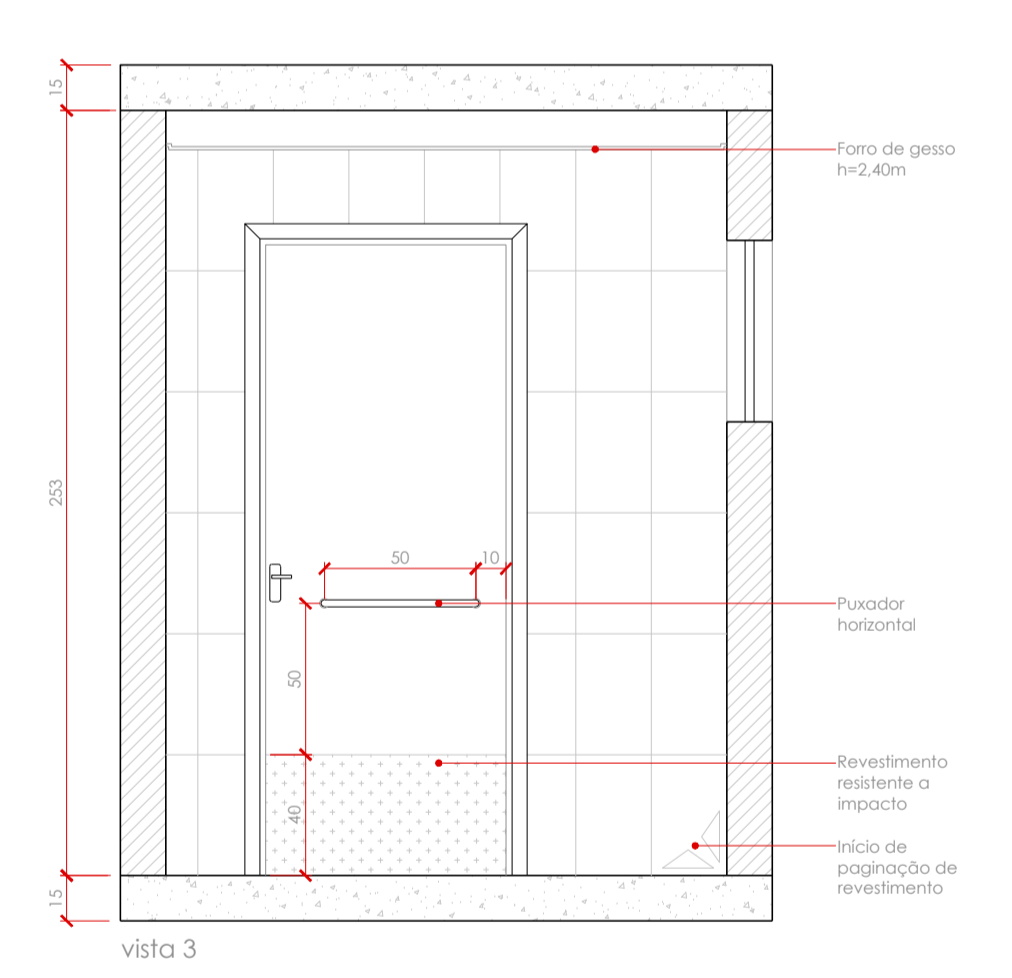 15
Forro de gesso
h=2,40m
253
50
10
Puxador
horizontal
50
Revestimento
resistente a
impacto
40
Início de
paginação de
revestimento
15
vista 3